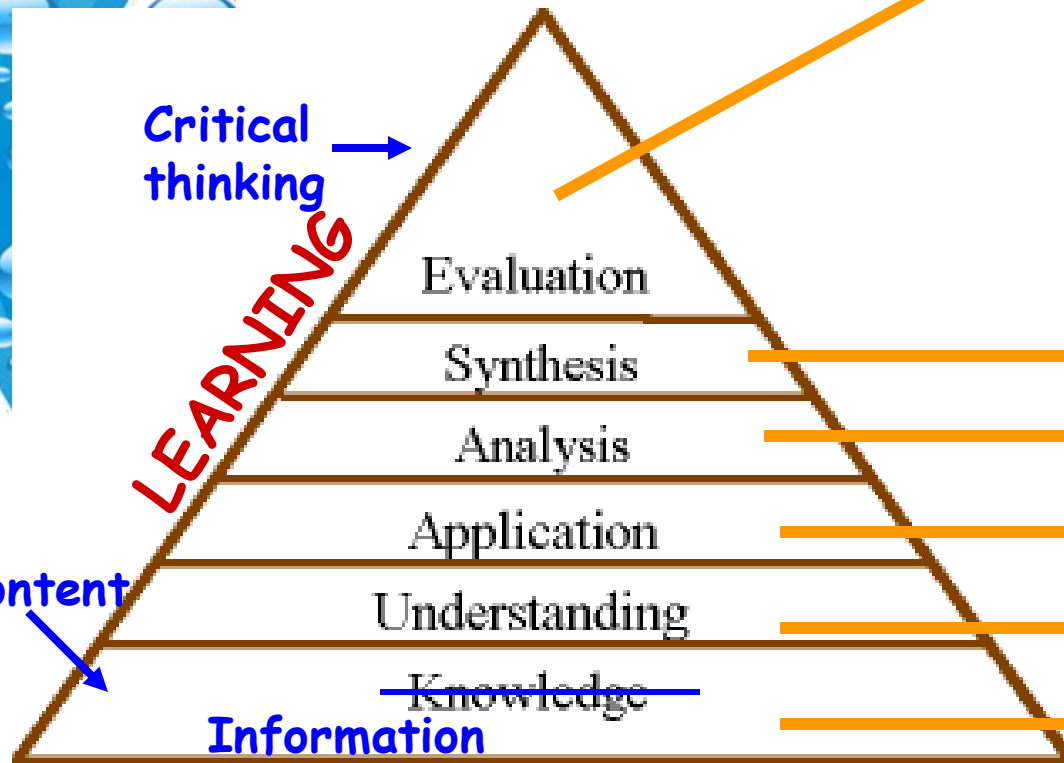 Critical
thinking
LEARNING
Evaluation
Synthesis
Analysis
Application
ontent
Understanding
Knowledge
Information